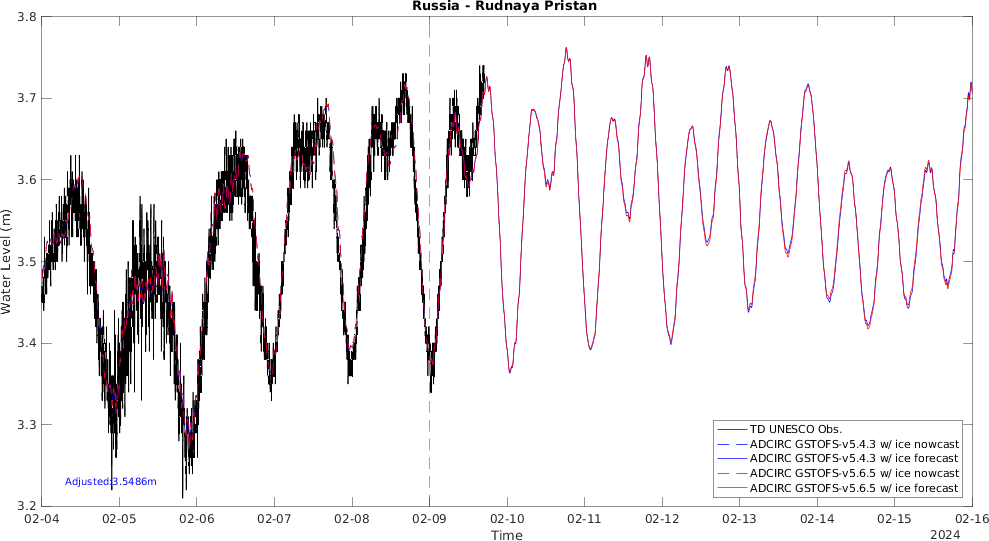 Russia - Rudnaya Pristan
3.8
3.7
3.6
3.5
3.4
3.3
3.2
Water Level (m)
Adjusted:3.5486m
TD UNESCO Obs.
ADCIRC GSTOFS-v5.4.3 w/ ice nowcast
ADCIRC GSTOFS-v5.4.3 w/ ice forecast
ADCIRC GSTOFS-v5.6.5 w/ ice nowcast
ADCIRC GSTOFS-v5.6.5 w/ ice forecast
02-04 02-05 02-06 02-07 02-08 02-09 02-10 02-11 02-12 02-13 02-14 02-15 02-16
Time
2024